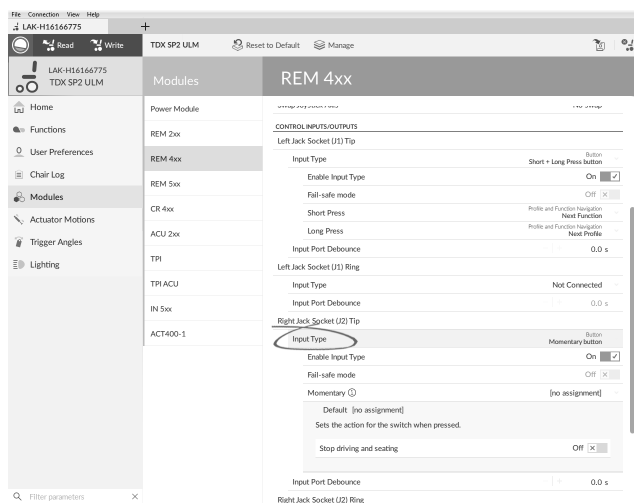 File Connection View Help
LAK-H16166775 +
Read Write TDX SP2 ULM Reset to Default Manage
LAK-H16166775
TDX SP2 ULM
Modules
REM 4xx
Home
Functions
User Preferences
Chair Log
Modules
Actuator Motions
Trigger Angles
Lighting
Power Module
REM 2xx
REM 4xx
REM 5xx
CR 4xx
ACU 2xx
TPI
TPI ACU
IN 5xx
ACT400-1
Swap Joystick Axis No Swap
CONTROL INPUTS/OUTPUTS
Left Jack Socket (J1) Tip
Button
Input Type Short + Long Press button
Enable Input Type On
Fail-safe mode Off
Profile and Function Navigation
Short Press Next Function
Profile and Function Navigation
Long Press Next Profile
Input Port Debounce 0.0 s
Left Jack Socket (J1) Ring
Input Type Not Connected
Input Port Debounce 0.0 s
Right Jack Socket (J2) Tip
Button
Input Type Momentary button
Enable Input Type On
Fail-safe mode Off
Momentary [no assignment]
Default [no assignment]
Sets the action for the switch when pressed.
Stop driving and seating Off
Input Port Debounce 0.0 s
Right Jack Socket (J2) Ring
Filter parameters